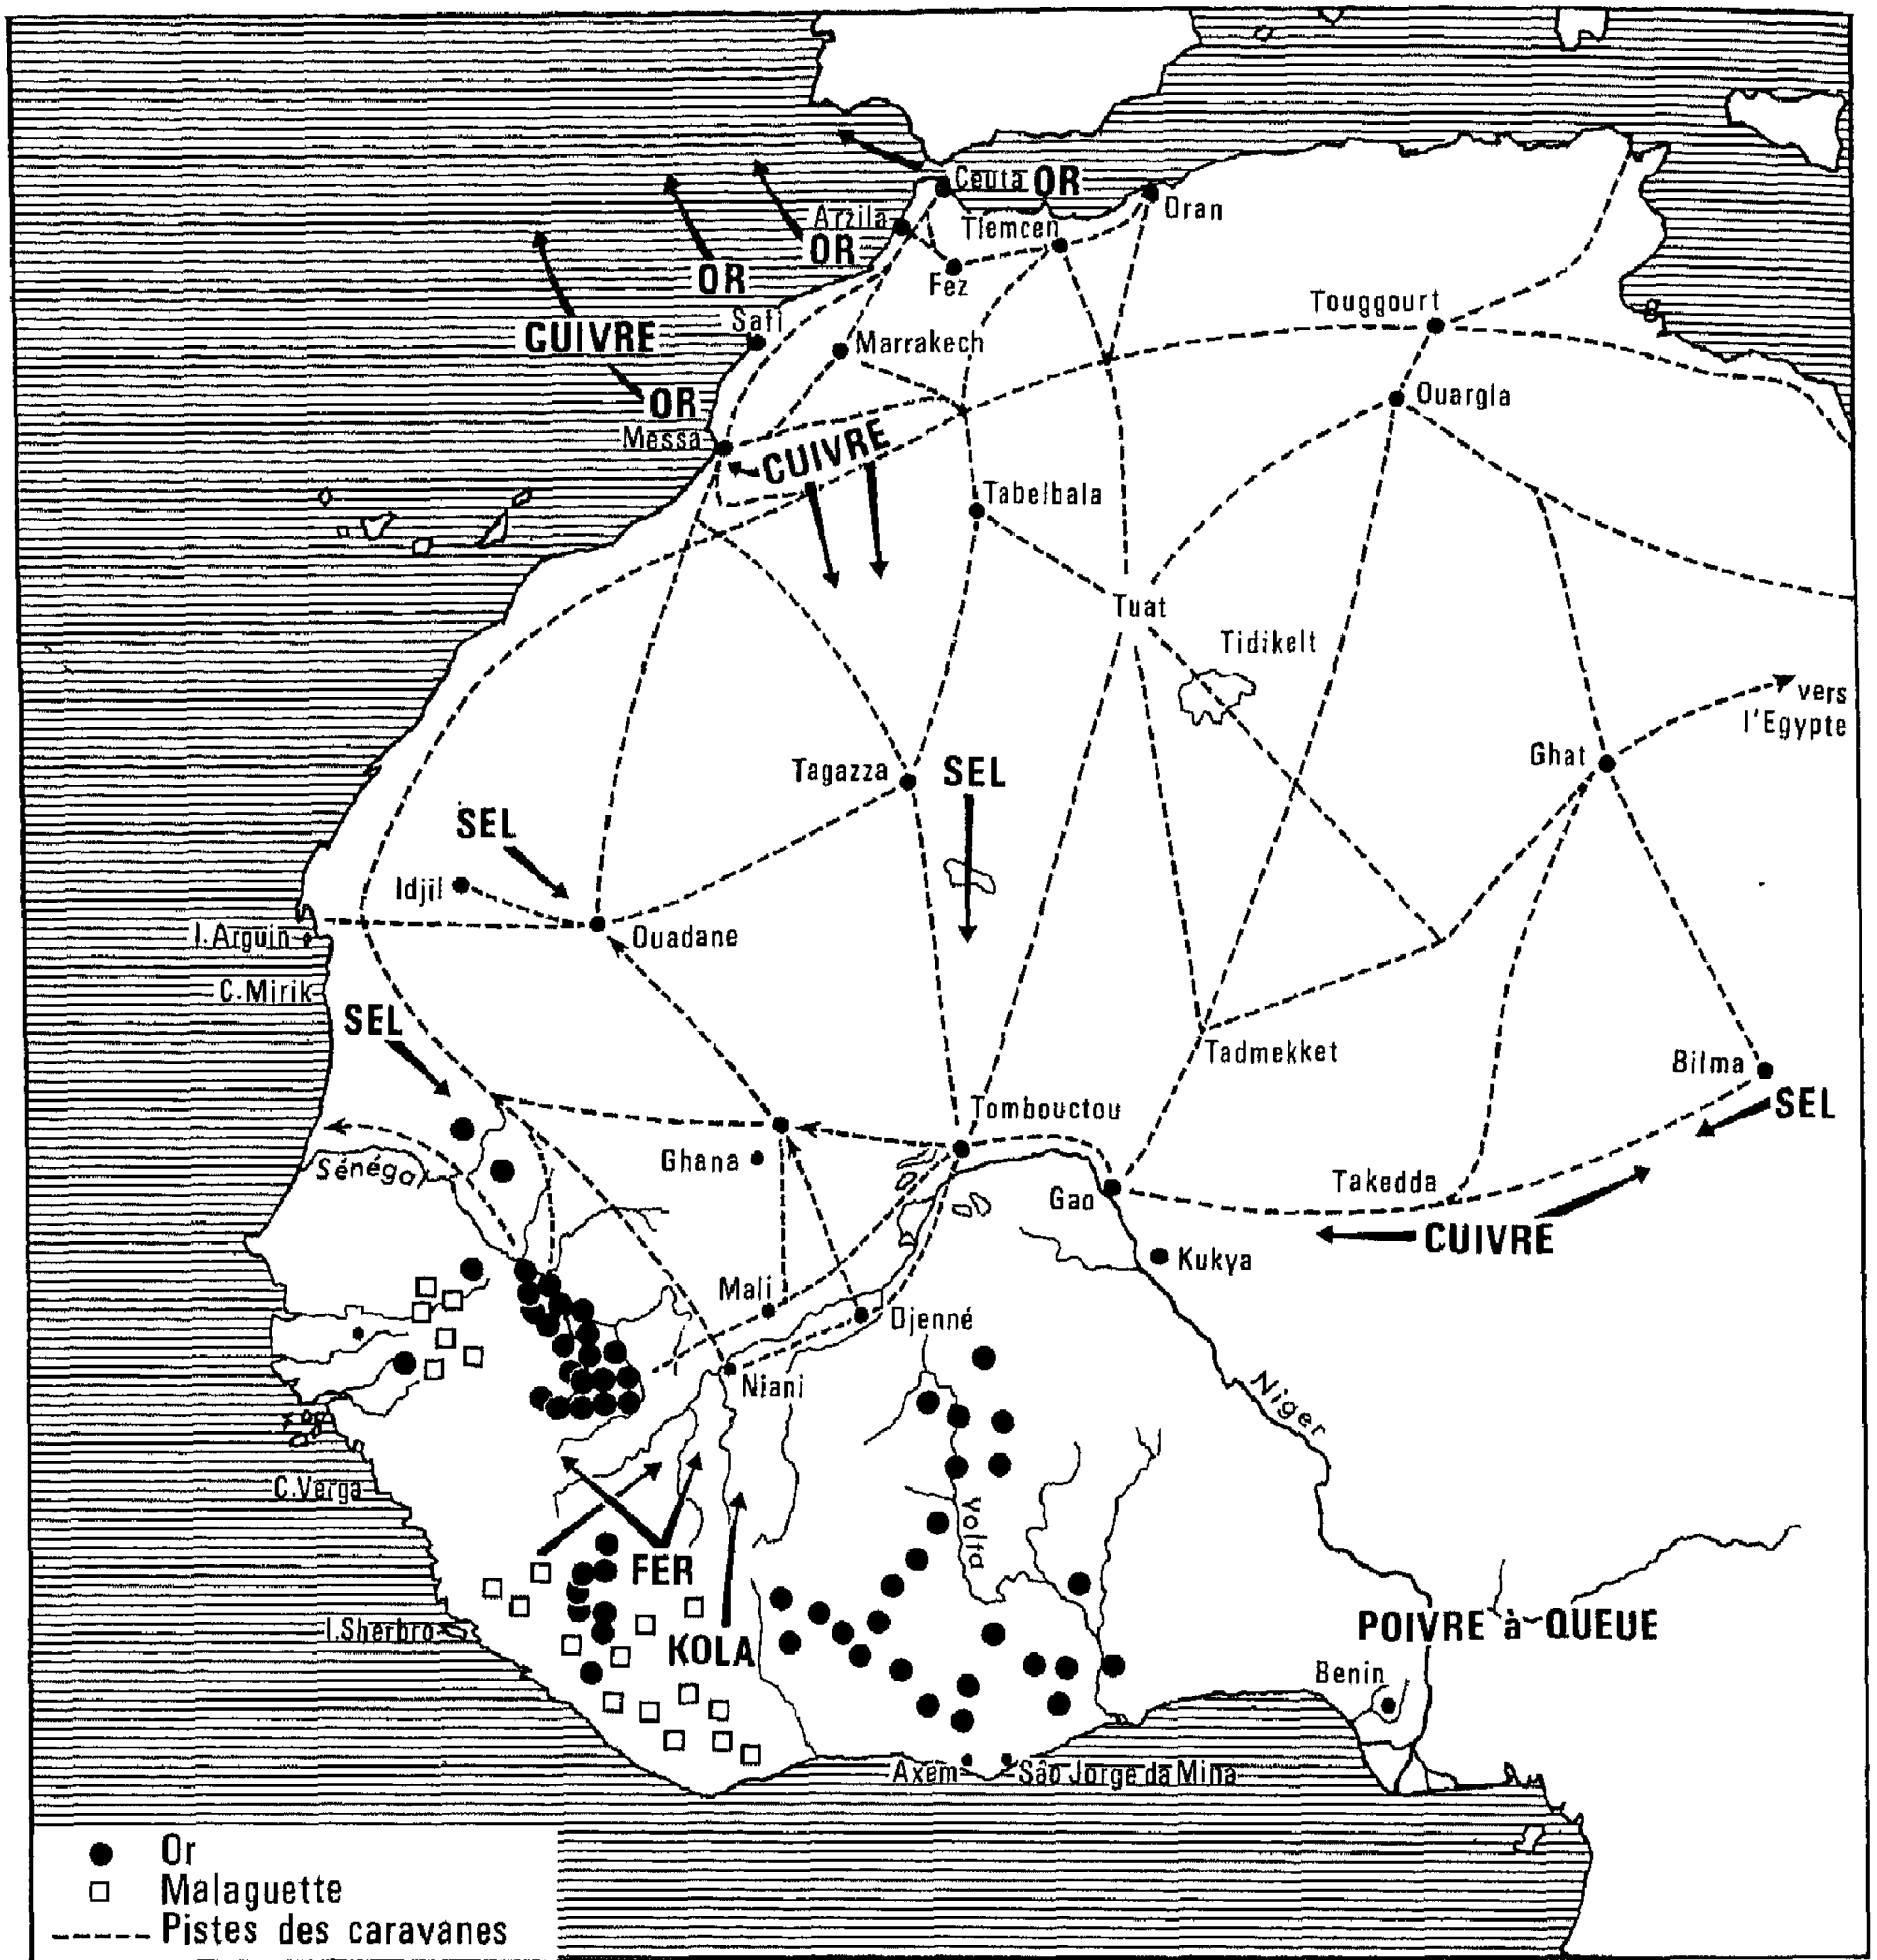 Ceuta OR
Arzila
Tlemcen
Oran
OR
OR
Fez
Safi
CUIVRE
Marrakech
Touggourt
OR
Ouargla
Messa
CUIVRE
Tabelbala
Tuat
Tidikelt
vers
l'Egypte
Ghat
Tagazza
SEL
SEL
Idjil
I.Arguin
Ouadane
C.Mirik
SEL
Tadmekket
Bilma
SEL
Tombouctou
Ghana
Sénéga
Gao
Takedda
CUIVRE
Kukya
Mali
Djenné
Niani
Niger
C.Verga
Volta
FER
I.Sherbro
KOLA
POIVRE à QUEUE
Benin
Axem
São Jorge da Mina
Or
Malaguette
Pistes des caravanes